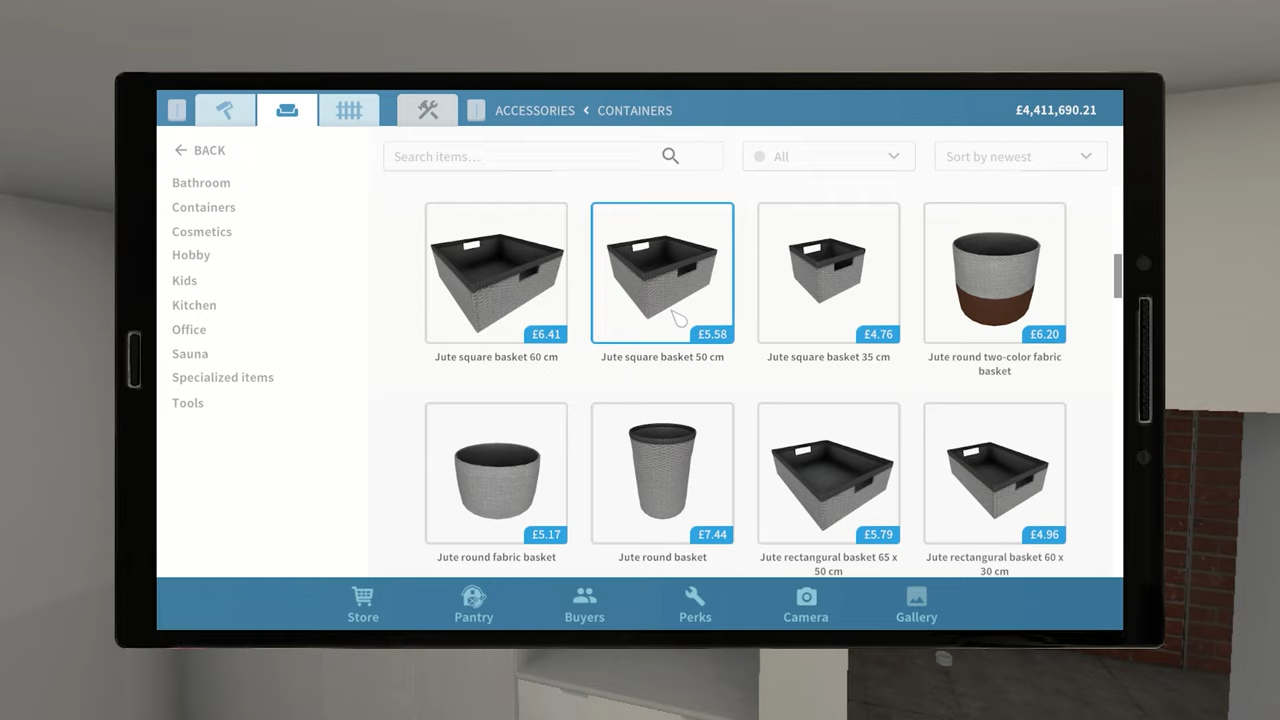 ACCESSORIES < CONTAINERS
£4,411,690.21
BACK
Search items...
All
Sort by newest
Bathroom
Containers
Cosmetics
Hobby
Kids
Kitchen
Office
Sauna
Specialized items
Tools
£6.41
£5.58
£4.76
£6.20
Jute square basket 60 cm
Jute square basket 50 cm
Jute square basket 35 cm
Jute round two-color fabric
basket
£5.17
£7.44
£5.79
£4.96
Jute round fabric basket
Jute round basket
Jute rectangural basket 65 x
50 cm
Jute rectangural basket 60 x
30 cm
Store
Pantry
Buyers
Perks
Camera
Gallery